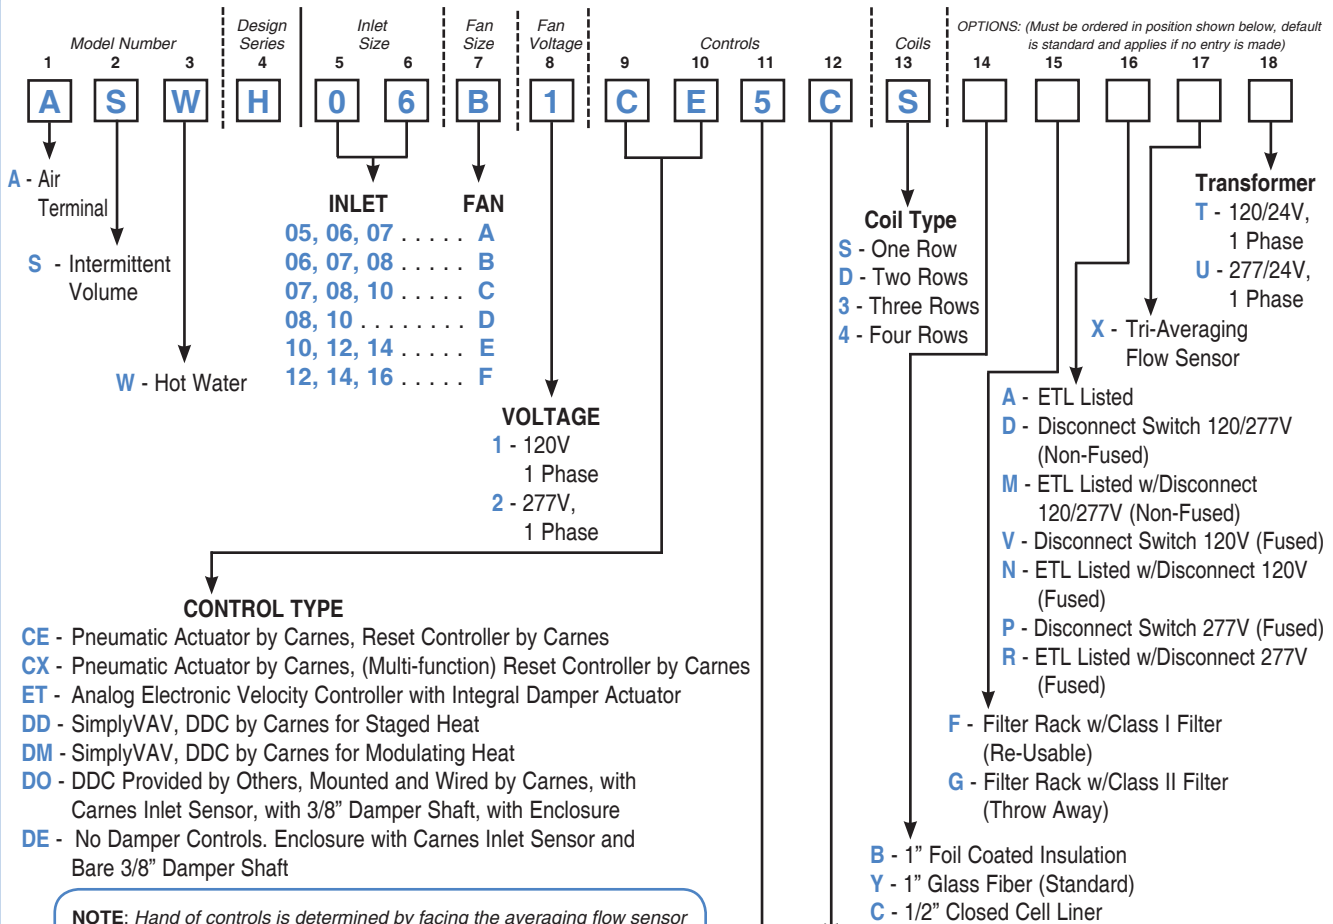 Model Number
Design Series
Inlet Size
Fan Size
Fan Voltage
Controls
Coils
OPTIONS: (Must be ordered in position shown below, default is standard and applies if no entry is made)
1 2 3 4 5 6 7 8 9 10 11 12 13 14 15 16 17 18
A S W H 0 6 B 1 C E 5 C S
A - Air
Terminal
S - Intermittent
Volume
W - Hot Water
INLET FAN
05, 06, 07 . . . . . A
06, 07, 08 . . . . . B
07, 08, 10 . . . . . C
08, 10 . . . . . . . . D
10, 12, 14 . . . . . E
12, 14, 16 . . . . . F
VOLTAGE
1 - 120V
1 Phase
2 - 277V,
1 Phase
Coil Type
S - One Row
D - Two Rows
3 - Three Rows
4 - Four Rows
Transformer
T - 120/24V,
1 Phase
U - 277/24V,
1 Phase
X - Tri-Averaging
Flow Sensor
A - ETL Listed
D - Disconnect Switch 120/277V
(Non-Fused)
M - ETL Listed w/Disconnect
120/277V (Non-Fused)
V - Disconnect Switch 120V (Fused)
N - ETL Listed w/Disconnect 120V
(Fused)
P - Disconnect Switch 277V (Fused)
R - ETL Listed w/Disconnect 277V
(Fused)
F - Filter Rack w/Class I Filter
(Re-Usable)
G - Filter Rack w/Class II Filter
(Throw Away)
B - 1” Foil Coated Insulation
Y - 1” Glass Fiber (Standard)
C - 1/2” Closed Cell Liner
CONTROL TYPE
CE - Pneumatic Actuator by Carnes, Reset Controller by Carnes
CX - Pneumatic Actuator by Carnes, (Multi-function) Reset Controller by Carnes
ET - Analog Electronic Velocity Controller with Integral Damper Actuator
DD - SimplyVAV, DDC by Carnes for Staged Heat
DM - SimplyVAV, DDC by Carnes for Modulating Heat
DO - DDC Provided by Others, Mounted and Wired by Carnes, with
Carnes Inlet Sensor, with 3/8” Damper Shaft, with Enclosure
DE - No Damper Controls. Enclosure with Carnes Inlet Sensor and
Bare 3/8” Damper Shaft
NOTE: Hand of controls is determined by facing the averaging flow sensor